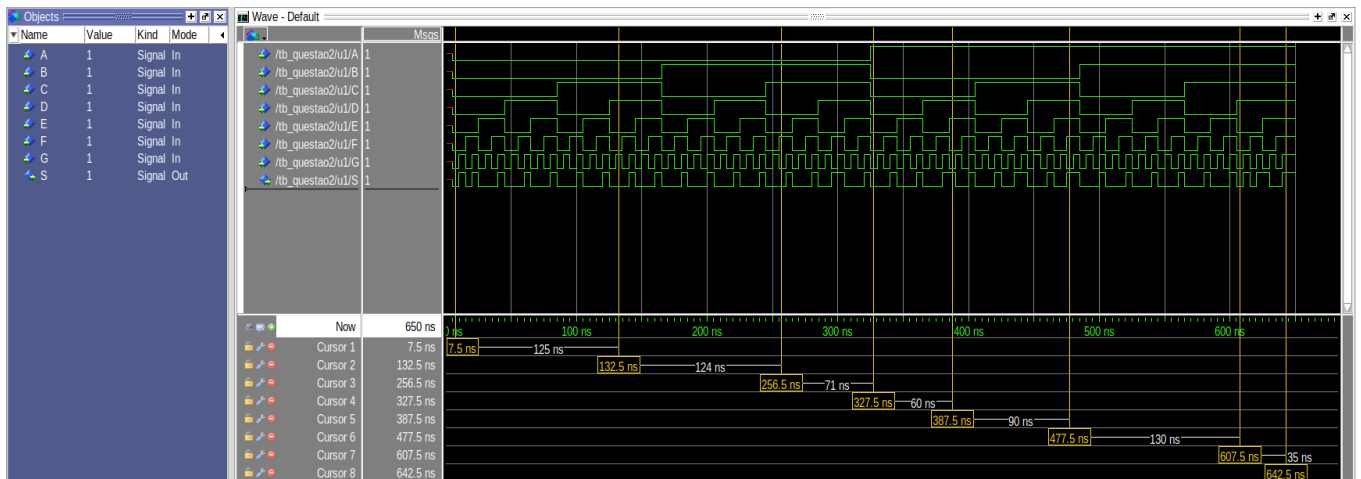 Objects
Name Value Kind Mode
A 1 Signal In
B 1 Signal In
C 1 Signal In
D 1 Signal In
E 1 Signal In
F 1 Signal In
G 1 Signal In
S 1 Signal Out
Wave - Default
Msgs
/tb_questao2/u1/A 1
/tb_questao2/u1/B 1
/tb_questao2/u1/C 1
/tb_questao2/u1/D 1
/tb_questao2/u1/E 1
/tb_questao2/u1/F 1
/tb_questao2/u1/G 1
/tb_questao2/u1/S 1
Now 650 ns
100 ns 200 ns 300 ns 400 ns 500 ns 600 ns
Cursor 1 7.5 ns 7.5 ns 125 ns
Cursor 2 132.5 ns 132.5 ns 124 ns
Cursor 3 256.5 ns 256.5 ns 71 ns
Cursor 4 327.5 ns 327.5 ns 60 ns
Cursor 5 387.5 ns 387.5 ns 90 ns
Cursor 6 477.5 ns 477.5 ns 130 ns
Cursor 7 607.5 ns 607.5 ns 35 ns
Cursor 8 642.5 ns 642.5 ns